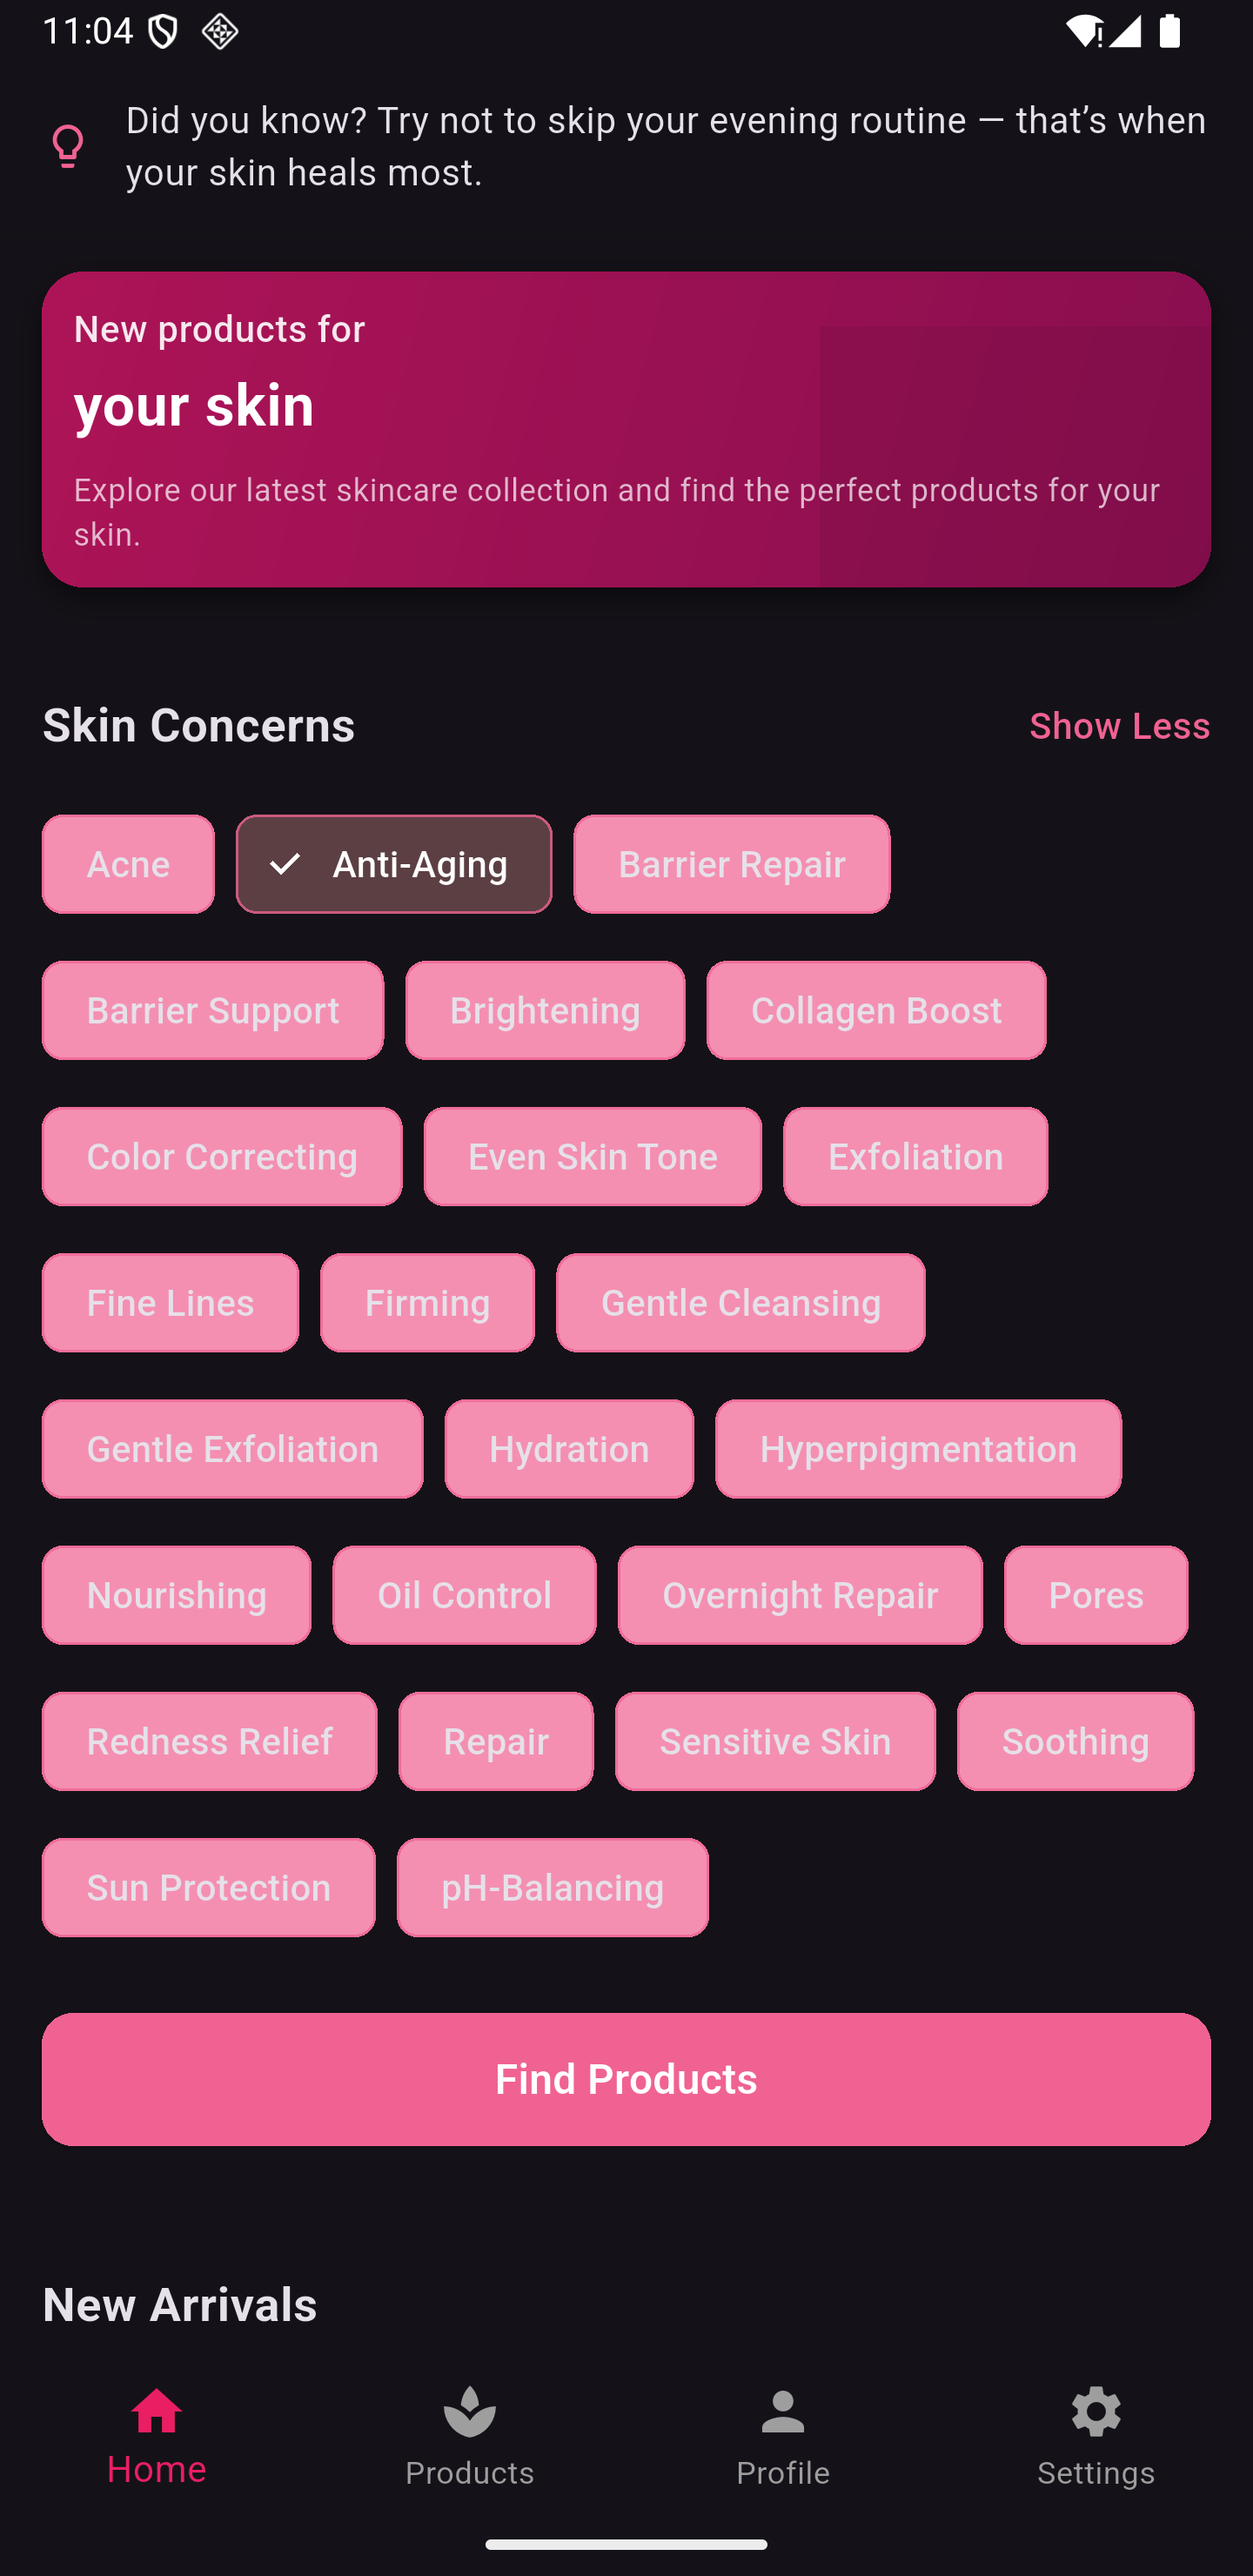 11:04
Did you know? Try not to skip your evening routine — that’s when
your skin heals most.
New products for
your skin
Explore our latest skincare collection and find the perfect products for your
skin.
Skin Concerns
Show Less
Acne
Anti-Aging
Barrier Repair
Barrier Support
Brightening
Collagen Boost
Color Correcting
Even Skin Tone
Exfoliation
Fine Lines
Firming
Gentle Cleansing
Gentle Exfoliation
Hydration
Hyperpigmentation
Nourishing
Oil Control
Overnight Repair
Pores
Redness Relief
Repair
Sensitive Skin
Soothing
Sun Protection
pH-Balancing
Find Products
New Arrivals
Home
Products
Profile
Settings